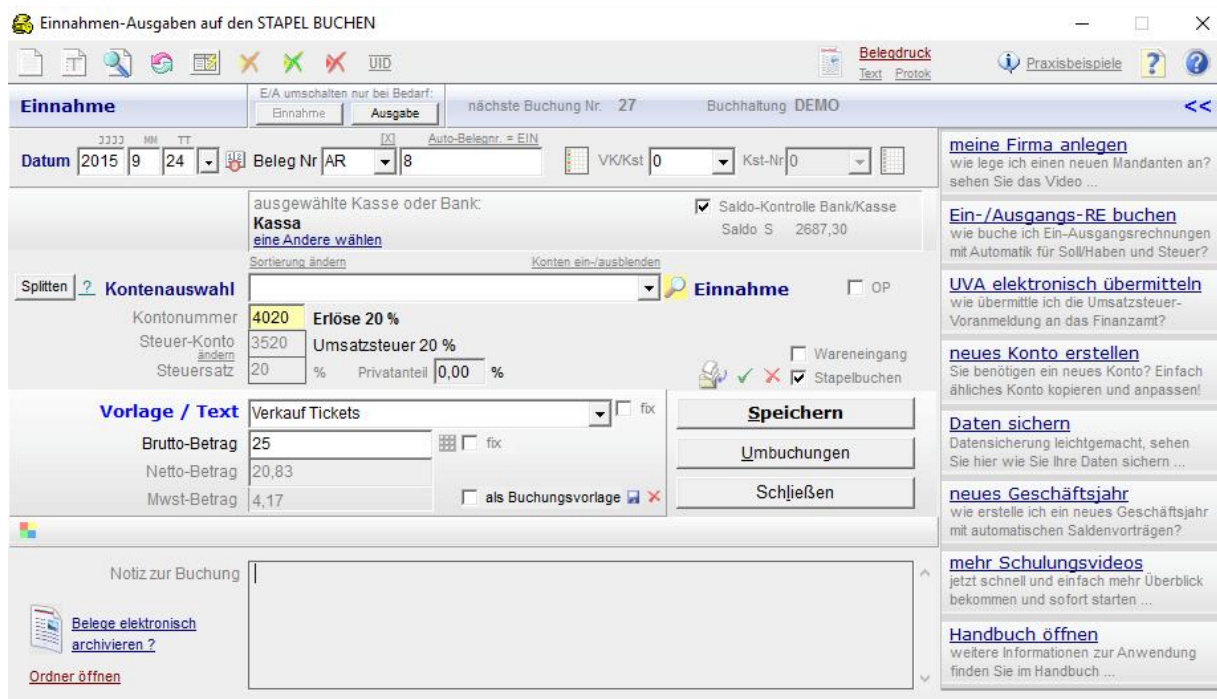 Einnahmen-Ausgaben auf den STAPEL BUCHEN
T
UID
Belegdruck
Text Protok
Praxisbeispiele
?
?
Einnahme
E/A umschalten nur bei Bedarf:
Einnahme
Ausgabe
nächste Buchung Nr. 27
Buchhaltung DEMO
<<
JJJJ MM TT
[X]
Auto-Belegnr. = EIN
Datum 2015 9 24
Beleg Nr AR 8
VK/Kst 0
Kst-Nr 0
ausgewählte Kasse oder Bank:
Kassa
eine Andere wählen
Saldo-Kontrolle Bank/Kasse
Saldo S 2687,30
Sortierung ändern
Konten ein-/ausblenden
Splitten ? Kontenauswahl
Einnahme
OP
Kontonummer 4020 Erlöse 20 %
Steuer-Konto 3520 Umsatzsteuer 20 %
ändern
Steuersatz 20 % Privatanteil 0,00 %
Wareneingang
Stapelbuchen
Vorlage / Text Verkauf Tickets
fix
Brutto-Betrag 25
fix
Netto-Betrag 20,83
Mwst-Betrag 4,17
als Buchungsvorlage
Speichern
Umbuchungen
Schließen
Notiz zur Buchung
Belege elektronisch
archivieren ?
Ordner öffnen
meine Firma anlegen
wie lege ich einen neuen Mandanten an?
sehen Sie das Video ...
Ein-/Ausgangs-RE buchen
wie buche ich Ein-Ausgangsrechnungen
mit Automatik für Soll/Haben und Steuer?
UVA elektronisch übermitteln
wie übermittle ich die Umsatzsteuer-
Voranmeldung an das Finanzamt?
neues Konto erstellen
Sie benötigen ein neues Konto? Einfach
ähliches Konto kopieren und anpassen!
Daten sichern
Datensicherung leichtgemacht, sehen
Sie hier wie Sie Ihre Daten sichern ...
neues Geschäftsjahr
wie erstelle ich ein neues Geschäftsjahr
mit automatischen Saldenvorträgen?
mehr Schulungsvideos
jetzt schnell und einfach mehr Überblick
bekommen und sofort starten ...
Handbuch öffnen
weitere Informationen zur Anwendung
finden Sie im Handbuch ...